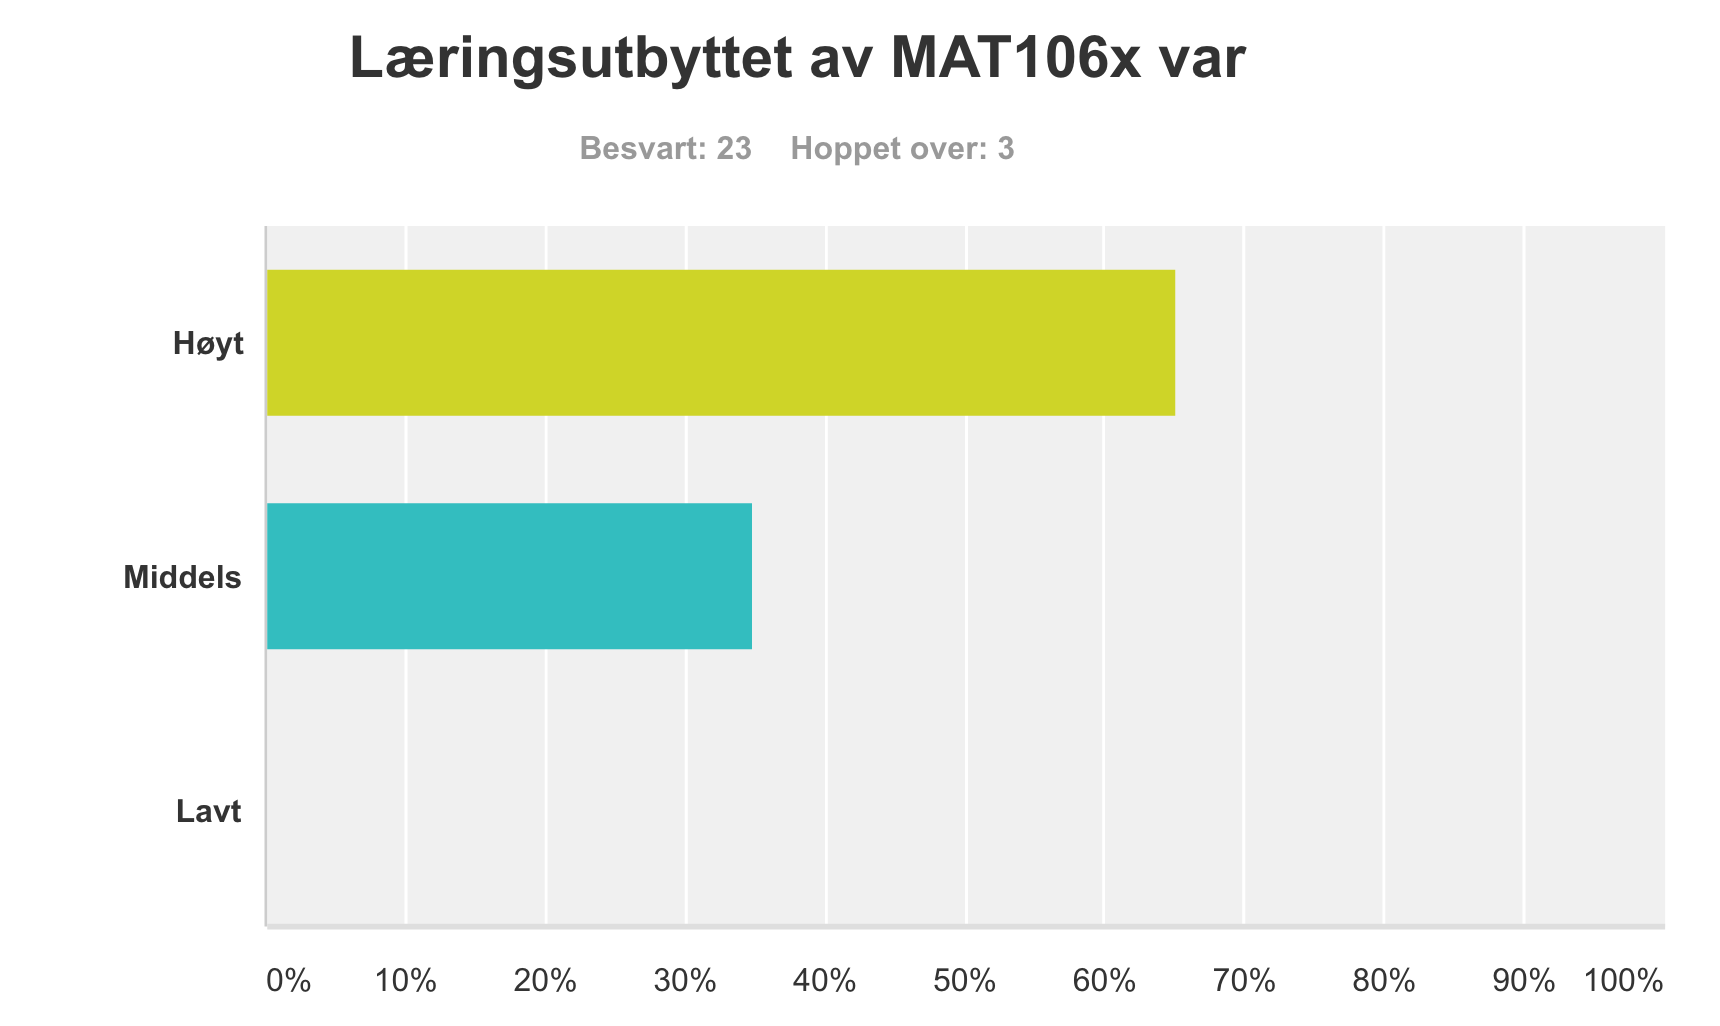 Læringsutbyttet av MAT106x var
Besvart: 23 Hoppet over: 3
Høyt
Middels
Lavt
0% 10% 20% 30% 40% 50% 60% 70% 80% 90% 100%